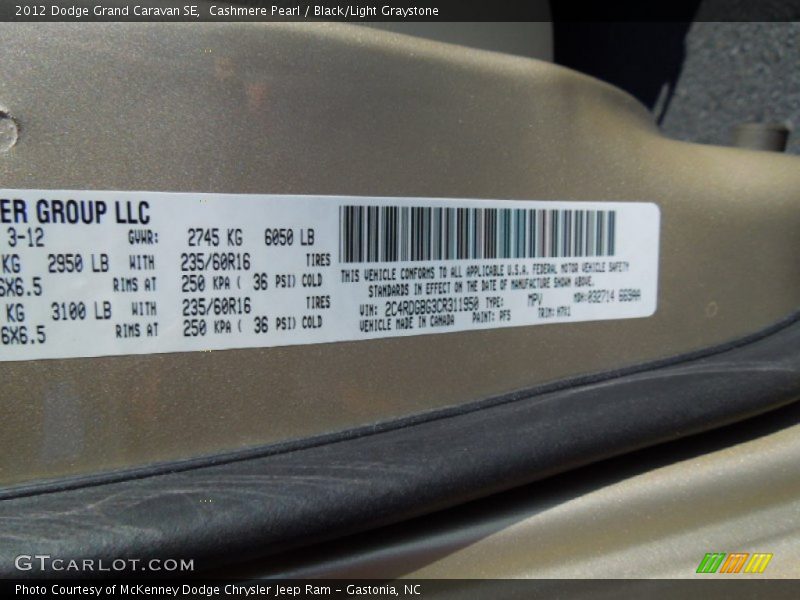 2012 Dodge Grand Caravan SE, Cashmere Pearl / Black/Light Graystone
ER GROUP LLC
3-12 GVWR: 2745 KG 6050 LB
KG 2950 LB WITH 235/60R16 TIRES
6X6.5 RIMS AT 250 KPA ( 36 PSI) COLD
KG 3100 LB WITH 235/60R16 TIRES
6X6.5 RIMS AT 250 KPA ( 36 PSI) COLD
THIS VEHICLE CONFORMS TO ALL APPLICABLE U.S.A. FEDERAL MOTOR VEHICLE SAFETY
STANDARDS IN EFFECT ON THE DATE OF MANUFACTURE SHOWN ABOVE.
VIN: 2C4RDGBG3CR311950 TYPE: MPV MDH:032714 669AAA
VEHICLE MADE IN CANADA PAINT: PFS TRIM:
GTCARLOT.COM
Photo Courtesy of McKenney Dodge Chrysler Jeep Ram – Gastonia, NC